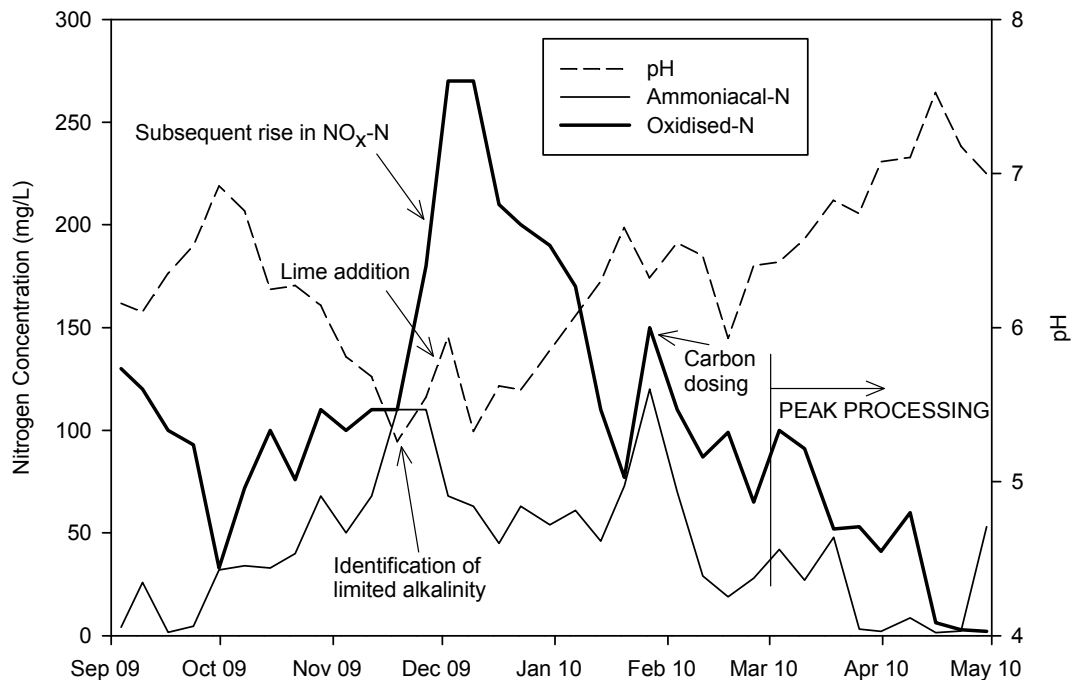 300
250
200
150
100
50
0
Nitrogen Concentration (mg/L)
8
7
6
5
4
pH
pH
Ammoniacal-N
Oxidised-N
Subsequent rise in NOx-N
Lime addition
Carbon
dosing
PEAK PROCESSING
Identification of
limited alkalinity
Sep 09 Oct 09 Nov 09 Dec 09 Jan 10 Feb 10 Mar 10 Apr 10 May 10